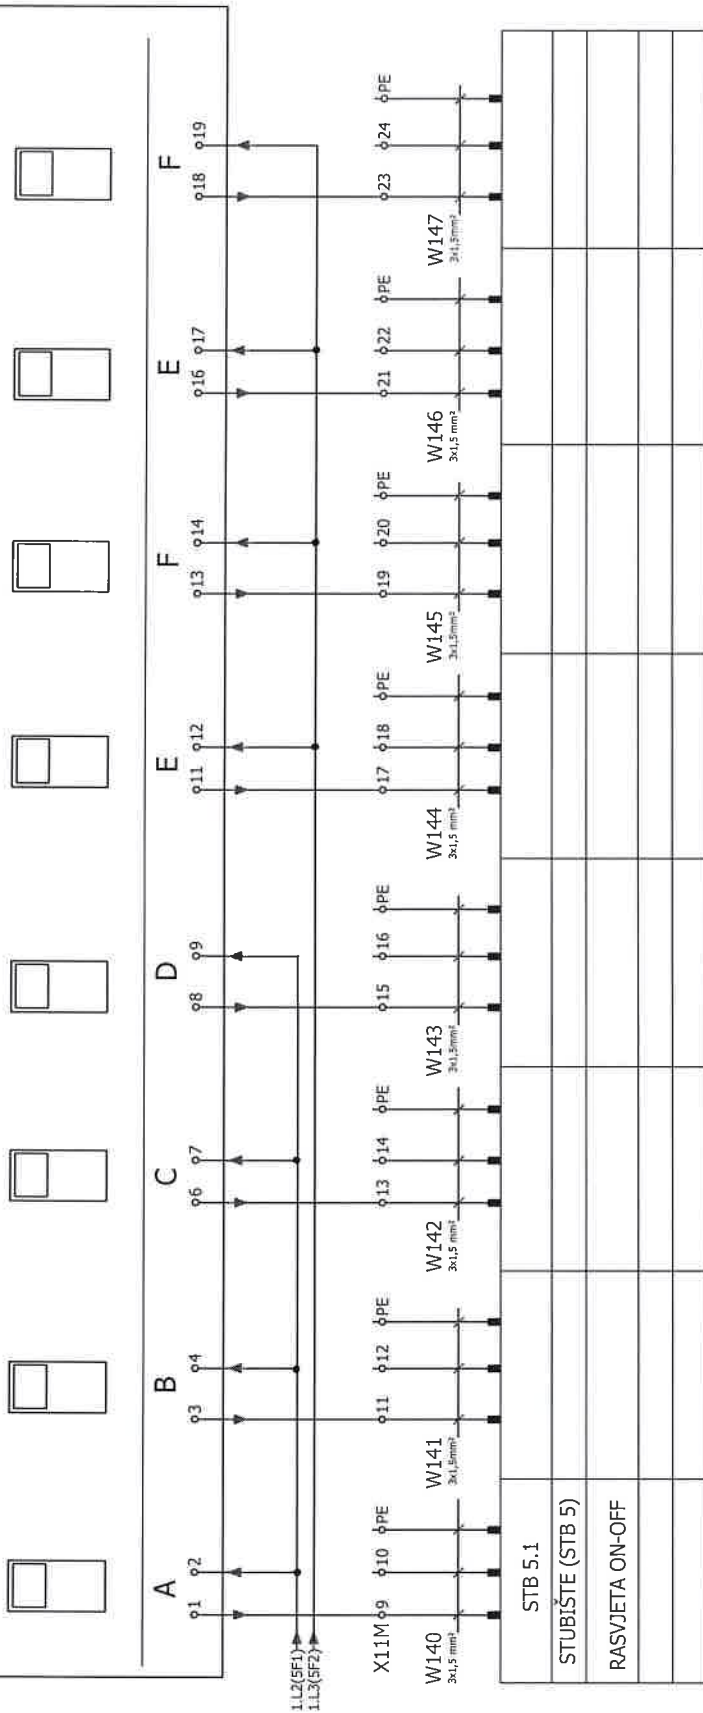 A B C D E F E F
1 2 3 4 6 7 8 9 11 12 13 14 16 17 18 19
1.L2(5F1)
1.L3(5F2)
X11M 9 10 PE 11 12 PE 13 14 PE 15 16 PE 17 18 PE 19 20 PE 21 22 PE 23 24 PE
W140 W141 W142 W143 W144 W145 W146 W147
3x1,5 mm² 3x1,5mm² 3x1,5 mm² 3x1,5mm² 3x1,5 mm² 3x1,5mm² 3x1,5 mm² 3x1,5mm²
STB 5.1
STUBIŠTE (STB 5)
RASVJETA ON-OFF